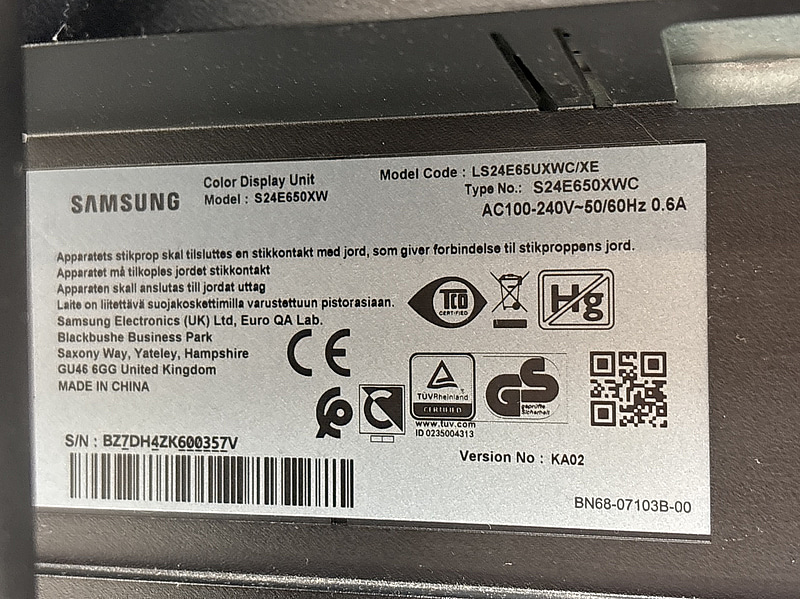 SAMSUNG
Color Display Unit
Model : S24E650XW
Model Code : LS24E65UXWC/XE
Type No.: S24E650XWC
AC100-240V~50/60Hz 0.6A
Apparatets stikprop skal tilsluttes en stikkontakt med jord, som giver forbindelse til stikproppens jord.
Apparatet må tilkoples jordet stikkontakt
Apparaten skall anslutas till jordat uttag
Laite on liitettävä suojakoskettimilla varustettuun pistorasiaan.
Samsung Electronics (UK) Ltd, Euro QA Lab.
Blackbushe Business Park
Saxony Way, Yateley, Hampshire
GU46 6GG United Kingdom
MADE IN CHINA
TCO
CERTIFIED
Hg
CE
TÜVRheinland
CERTIFIED
www.tuv.com
ID 0235004313
GS
geprüfte
Sicherheit
S/N : BZ7DH4ZK600357V
Version No : KA02
BN68-07103B-00